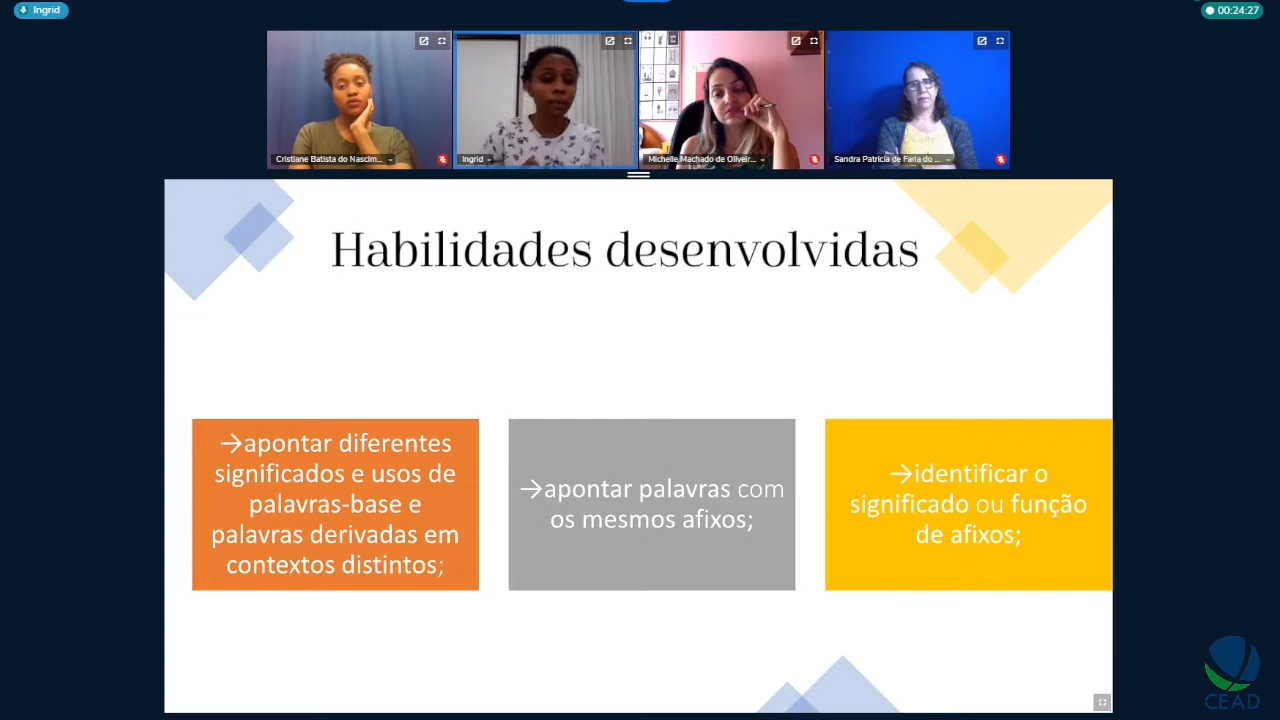 Ingrid
00:24:27
Cristiane Batista do Nascim...
Ingrid
Michelle Machado de Oliveir...
Sandra Patricia de Faria do ...
Habilidades desenvolvidas
→apontar diferentes
significados e usos de
palavras-base e
palavras derivadas em
contextos distintos;
→apontar palavras com
os mesmos afixos;
→identificar o
significado ou função
de afixos;
CEAD